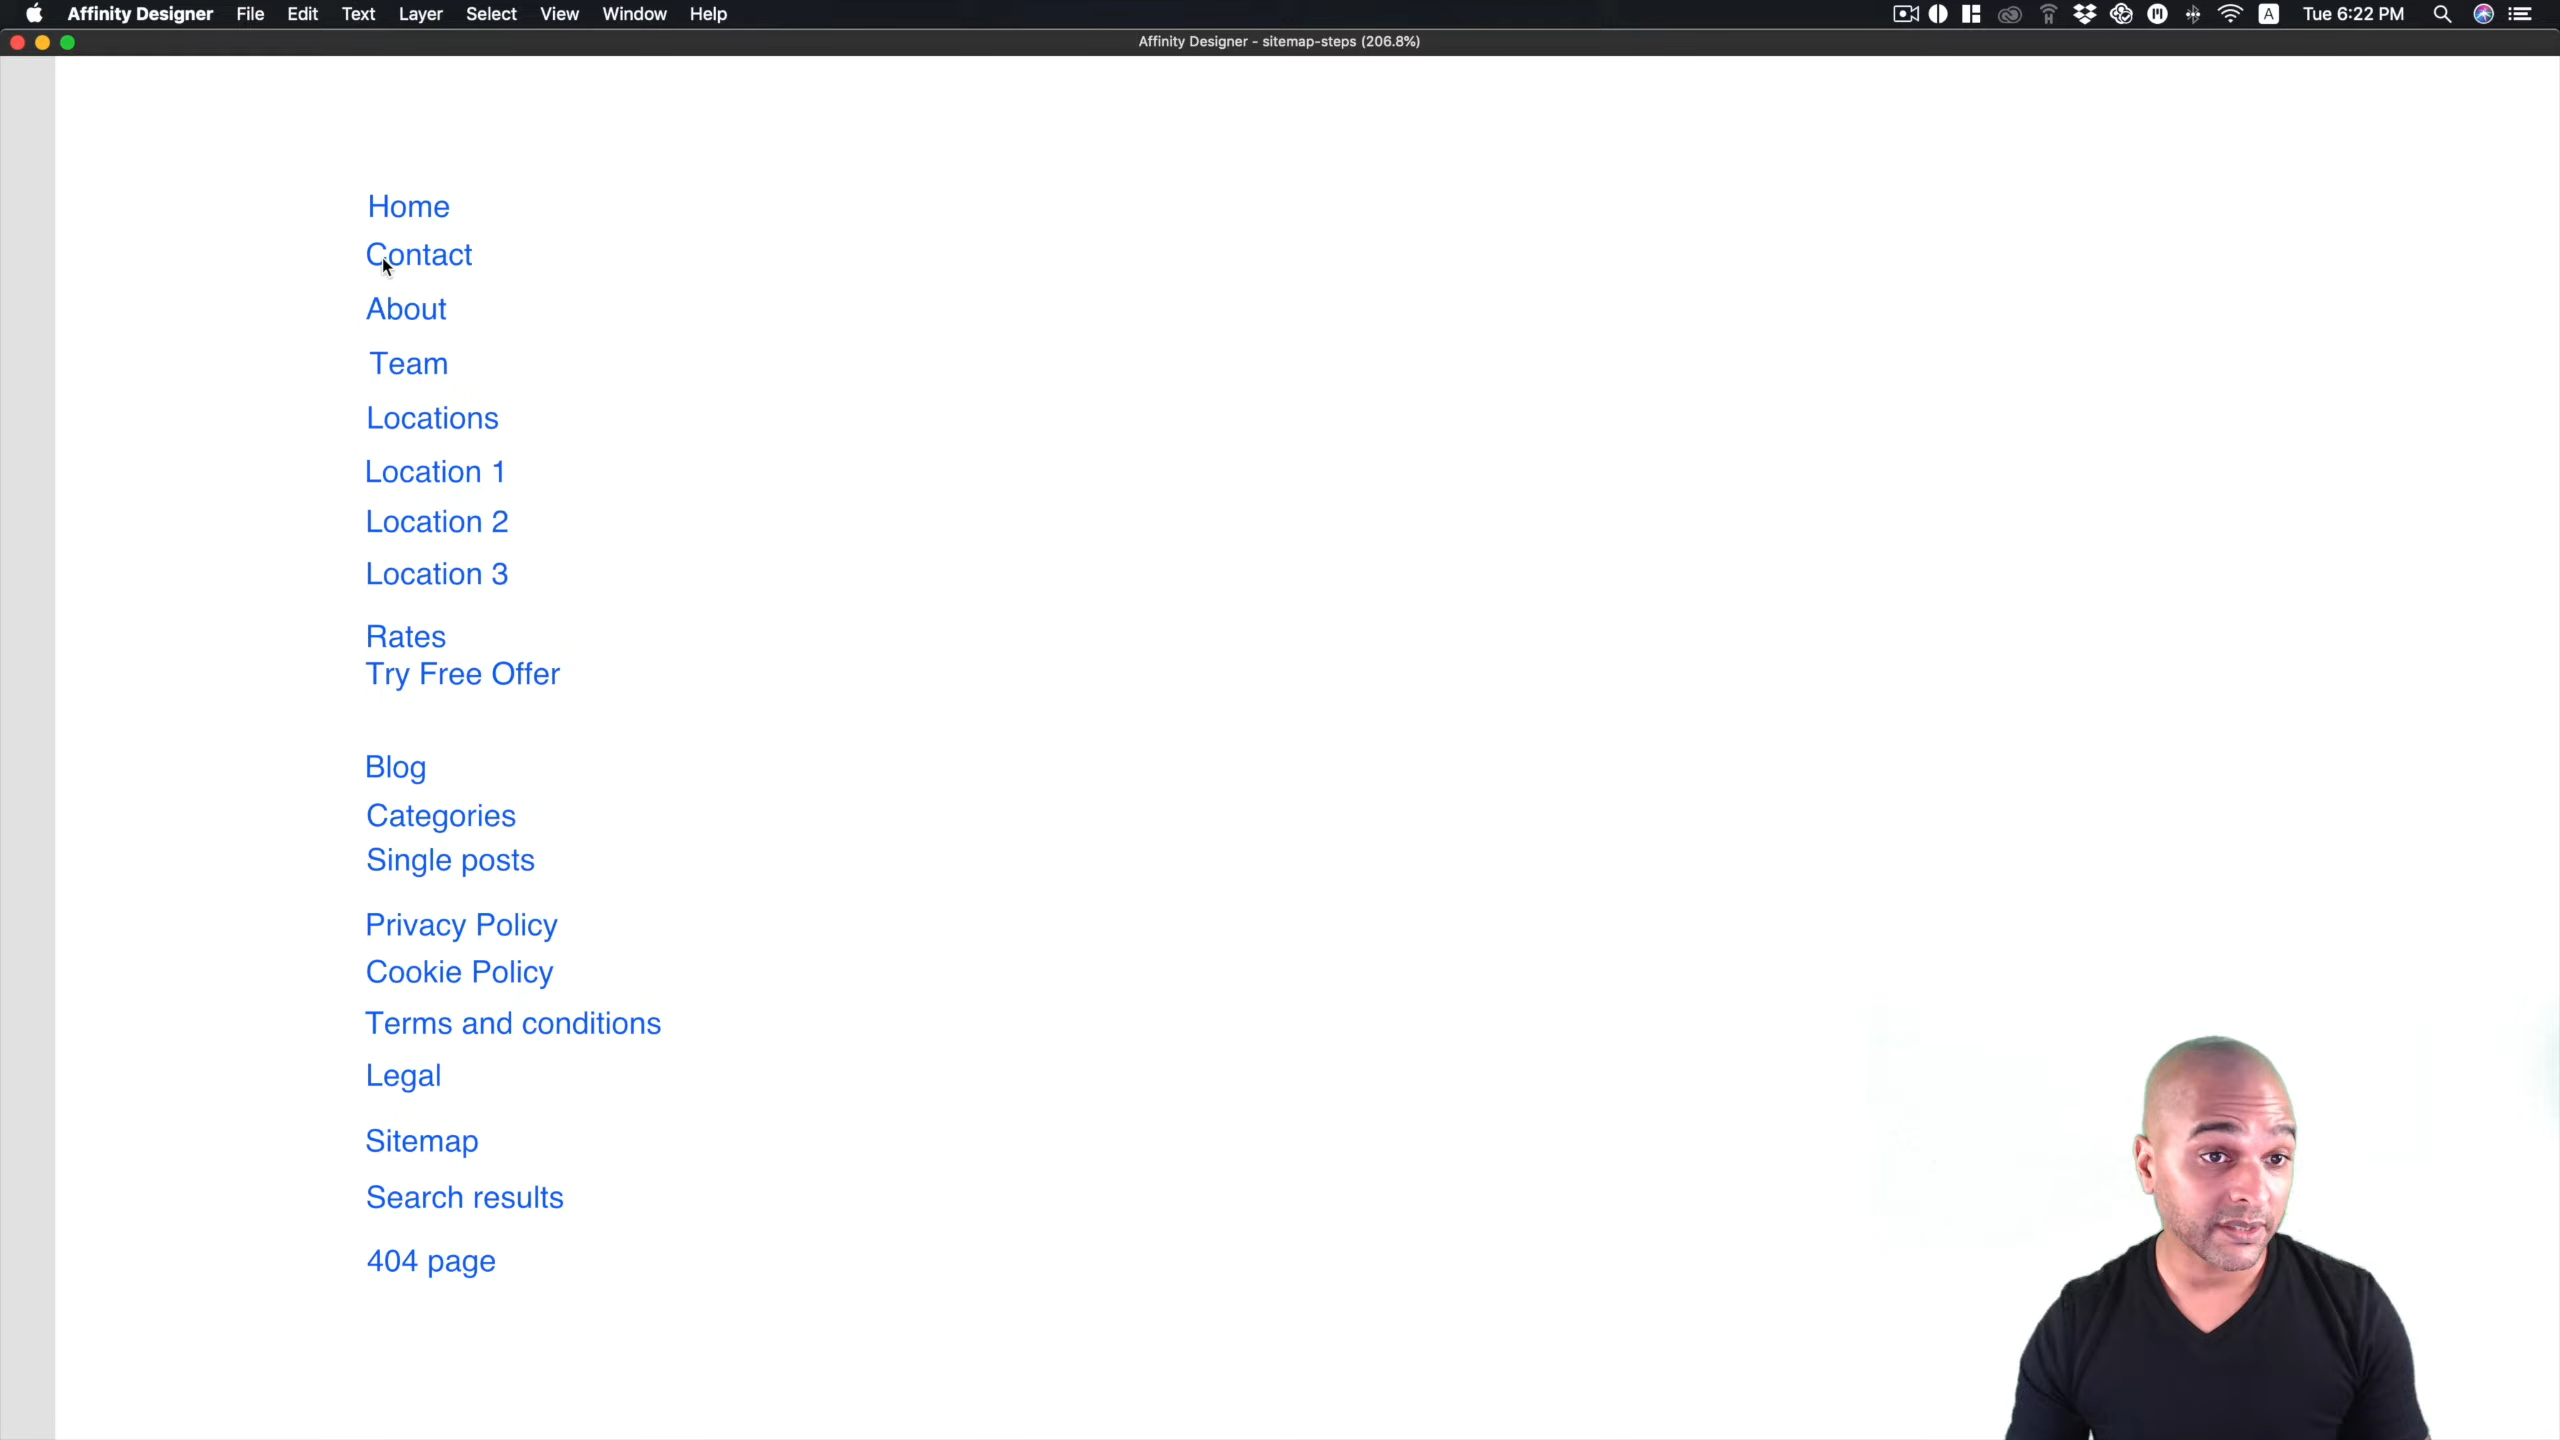 Affinity Designer File Edit Text Layer Select View Window Help A Tue 6:22 PM
Affinity Designer - sitemap-steps (206.8%)
Home
Contact
About
Team
Locations
Location 1
Location 2
Location 3
Rates
Try Free Offer
Blog
Categories
Single posts
Privacy Policy
Cookie Policy
Terms and conditions
Legal
Sitemap
Search results
404 page